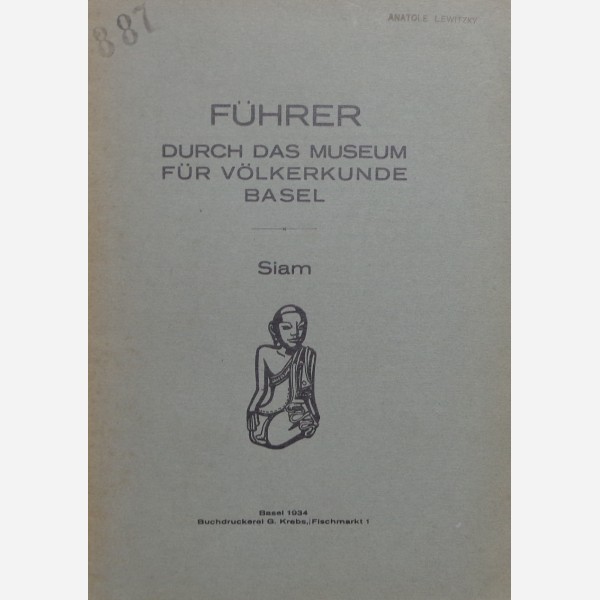 887
ANATOLE LEWITZKY
FÜHRER
DURCH DAS MUSEUM
FÜR VÖLKERKUNDE
BASEL
Siam
Basel 1934
Buchdruckerei G. Krebs, Fischmarkt 1